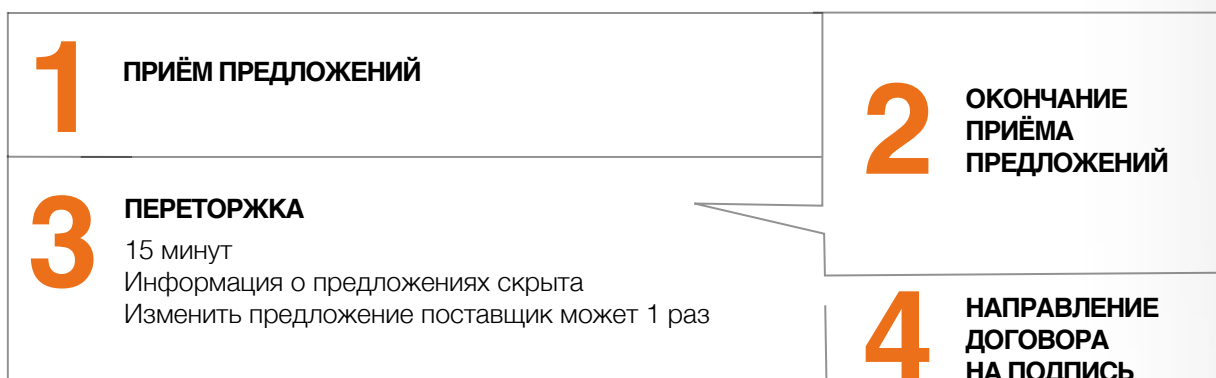 1
ПРИЁМ ПРЕДЛОЖЕНИЙ
2
ОКОНЧАНИЕ
ПРИЁМА
ПРЕДЛОЖЕНИЙ
3
ПЕРЕТОРЖКА
15 минут
Информация о предложениях скрыта
Изменить предложение поставщик может 1 раз
4
НАПРАВЛЕНИЕ
ДОГОВОРА
НА ПОДПИСЬ